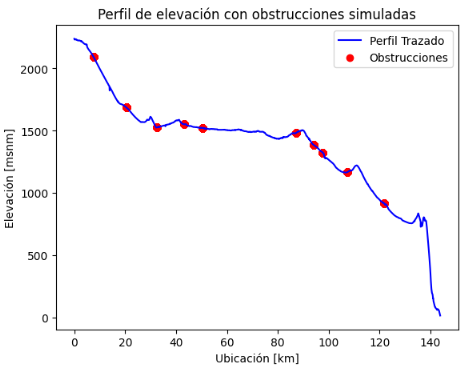 Perfil de elevación con obstrucciones simuladas
Perfil Trazado
Obstrucciones
Elevación [msnm]
2000
1500
1000
500
0
0 20 40 60 80 100 120 140
Ubicación [km]